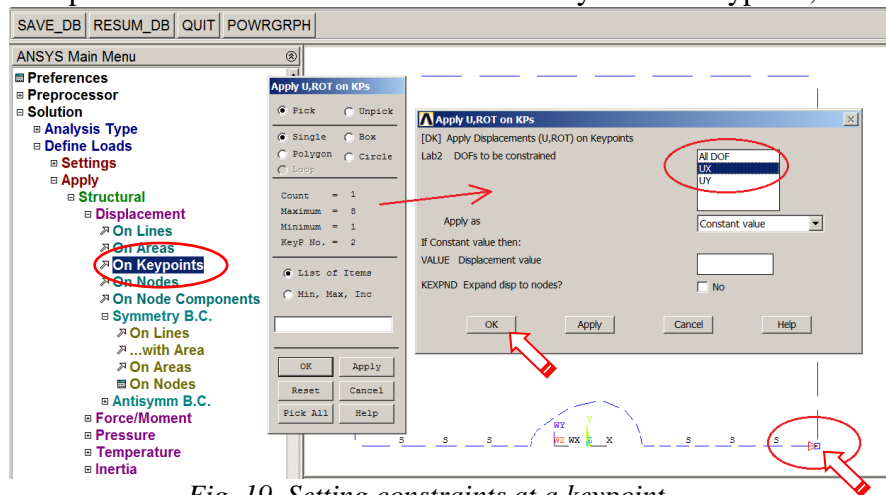 SAVE_DB RESUM_DB QUIT POWRGRPH
ANSYS Main Menu
Preferences
Preprocessor
Solution
Analysis Type
Define Loads
Settings
Apply
Structural
Displacement
On Lines
On Areas
On Keypoints
On Nodes
On Node Components
Symmetry B.C.
On Lines
...with Area
On Areas
On Nodes
Antisymm B.C.
Force/Moment
Pressure
Temperature
Inertia
Apply U,ROT on KPs
Pick Unpick
Single Box
Polygon Circle
Loop
Count = 1
Maximum = 8
Minimum = 1
KeyP No. = 2
List of Items
Min, Max, Inc
OK Apply
Reset Cancel
Pick All Help
Apply U,ROT on KPs
[DK] Apply Displacements (U,ROT) on Keypoints
Lab2 DOFs to be constrained
All DOF
UX
UY
Apply as
Constant value
If Constant value then:
VALUE Displacement value
KEXPND Expand disp to nodes?
No
OK Apply Cancel Help
WY Y
S S S WZ WX X S S S
Fig. 19. Setting constraints at a keypoint